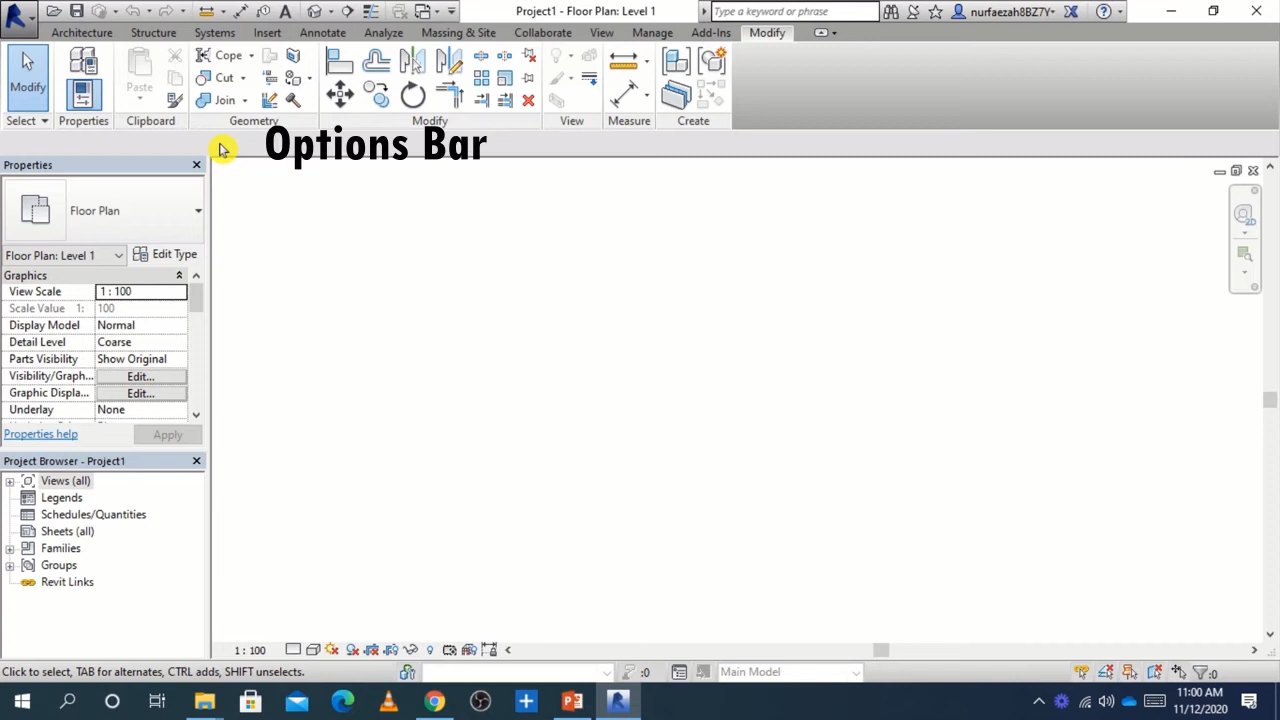 Project1 - Floor Plan: Level 1
Type a keyword or phrase
nurfaezah8BZ7Y
Architecture Structure Systems Insert Annotate Analyze Massing & Site Collaborate View Manage Add-Ins Modify
Modify
Paste
Cope
Cut
Join
Select Properties Clipboard Geometry Modify View Measure Create
Options Bar
Properties
Floor Plan
Floor Plan: Level 1 Edit Type
Graphics
View Scale 1 : 100
Scale Value 1: 100
Display Model Normal
Detail Level Coarse
Parts Visibility Show Original
Visibility/Graph... Edit...
Graphic Displa... Edit...
Underlay None
Properties help Apply
Project Browser - Project1
Views (all)
Legends
Schedules/Quantities
Sheets (all)
Families
Groups
Revit Links
1 : 100
Click to select, TAB for alternates, CTRL adds, SHIFT unselects.
:0
Main Model
:0
11:00 AM
11/12/2020